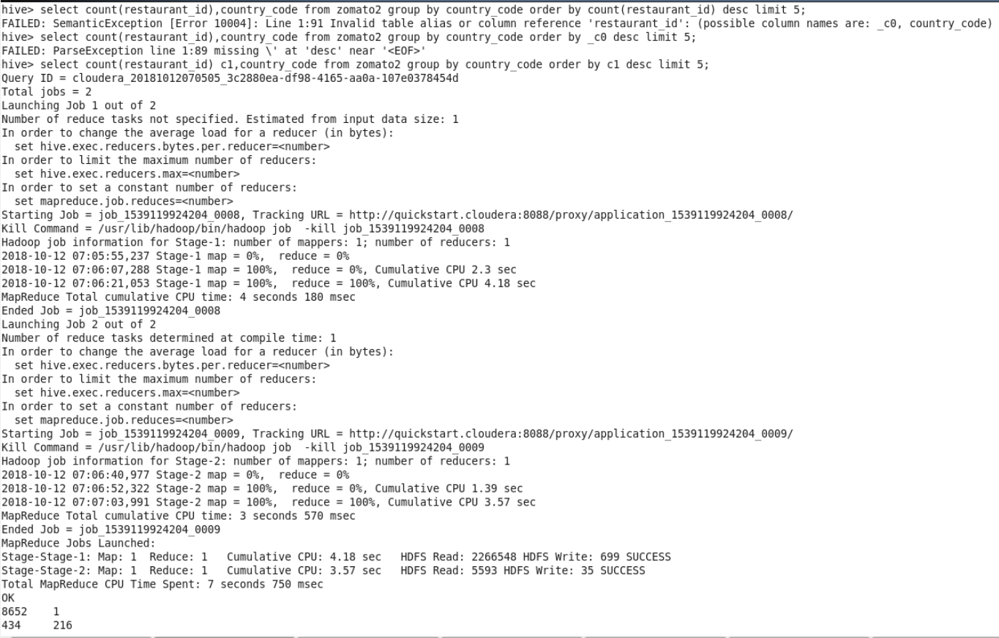 hive> select count(restaurant_id),country_code from zomato2 group by country_code order by count(restaurant_id) desc limit 5;
FAILED: SemanticException [Error 10004]: Line 1:91 Invalid table alias or column reference 'restaurant_id': (possible column names are: _c0, country_code)
hive> select count(restaurant_id),country_code from zomato2 group by country_code order by _c0 desc limit 5;
FAILED: ParseException line 1:89 missing \' at 'desc' near '<EOF>'
hive> select count(restaurant_id) c1,country_code from zomato2 group by country_code order by c1 desc limit 5;
Query ID = cloudera_20181012070505_3c2880ea-df98-4165-aa0a-107e0378454d
Total jobs = 2
Launching Job 1 out of 2
Number of reduce tasks not specified. Estimated from input data size: 1
In order to change the average load for a reducer (in bytes):
  set hive.exec.reducers.bytes.per.reducer=<number>
In order to limit the maximum number of reducers:
  set hive.exec.reducers.max=<number>
In order to set a constant number of reducers:
  set mapreduce.job.reduces=<number>
Starting Job = job_1539119924204_0008, Tracking URL = http://quickstart.cloudera:8088/proxy/application_1539119924204_0008/
Kill Command = /usr/lib/hadoop/bin/hadoop job  -kill job_1539119924204_0008
Hadoop job information for Stage-1: number of mappers: 1; number of reducers: 1
2018-10-12 07:05:55,237 Stage-1 map = 0%,  reduce = 0%
2018-10-12 07:06:07,288 Stage-1 map = 100%,  reduce = 0%, Cumulative CPU 2.3 sec
2018-10-12 07:06:21,053 Stage-1 map = 100%,  reduce = 100%, Cumulative CPU 4.18 sec
MapReduce Total cumulative CPU time: 4 seconds 180 msec
Ended Job = job_1539119924204_0008
Launching Job 2 out of 2
Number of reduce tasks determined at compile time: 1
In order to change the average load for a reducer (in bytes):
  set hive.exec.reducers.bytes.per.reducer=<number>
In order to limit the maximum number of reducers:
  set hive.exec.reducers.max=<number>
In order to set a constant number of reducers:
  set mapreduce.job.reduces=<number>
Starting Job = job_1539119924204_0009, Tracking URL = http://quickstart.cloudera:8088/proxy/application_1539119924204_0009/
Kill Command = /usr/lib/hadoop/bin/hadoop job  -kill job_1539119924204_0009
Hadoop job information for Stage-2: number of mappers: 1; number of reducers: 1
2018-10-12 07:06:40,977 Stage-2 map = 0%,  reduce = 0%
2018-10-12 07:06:52,322 Stage-2 map = 100%,  reduce = 0%, Cumulative CPU 1.39 sec
2018-10-12 07:07:03,991 Stage-2 map = 100%,  reduce = 100%, Cumulative CPU 3.57 sec
MapReduce Total cumulative CPU time: 3 seconds 570 msec
Ended Job = job_1539119924204_0009
MapReduce Jobs Launched:
Stage-Stage-1: Map: 1  Reduce: 1   Cumulative CPU: 4.18 sec   HDFS Read: 2266548 HDFS Write: 699 SUCCESS
Stage-Stage-2: Map: 1  Reduce: 1   Cumulative CPU: 3.57 sec   HDFS Read: 5593 HDFS Write: 35 SUCCESS
Total MapReduce CPU Time Spent: 7 seconds 750 msec
OK
8652    1
434     216